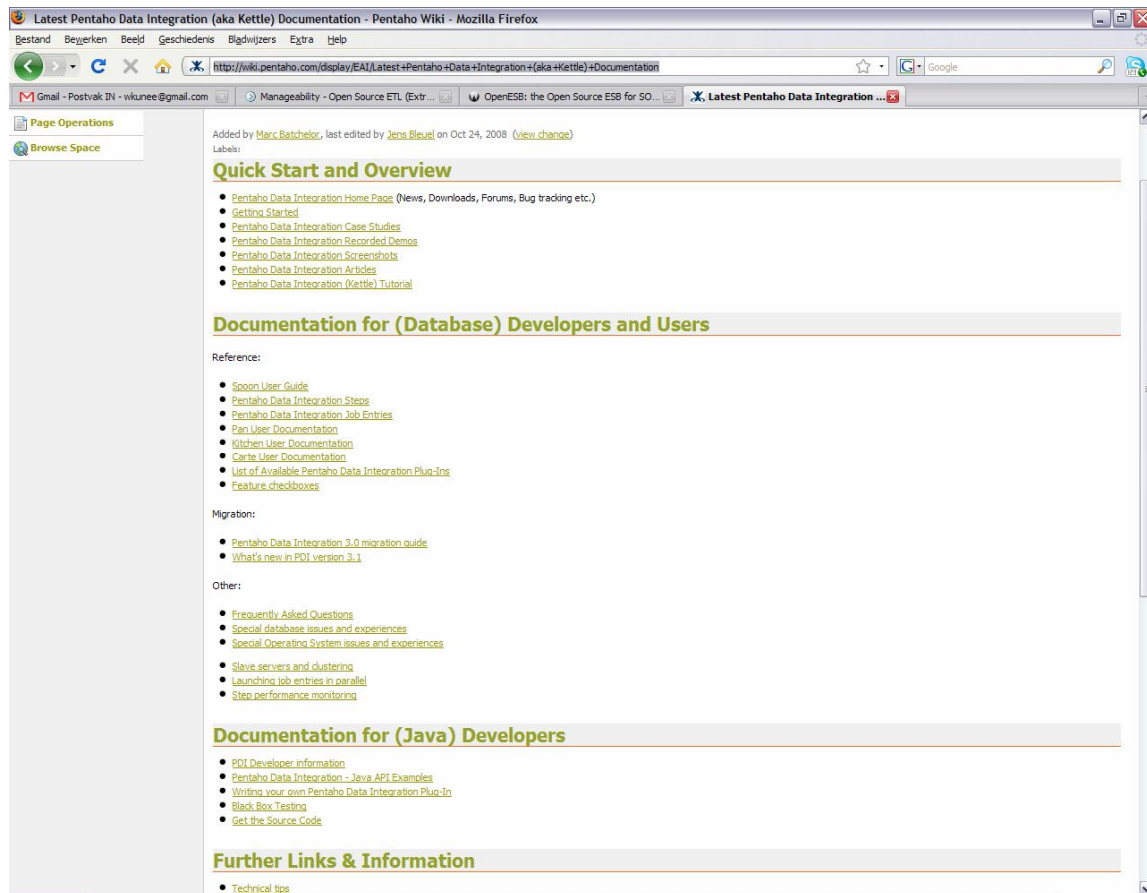 Latest Pentaho Data Integration (aka Kettle) Documentation - Pentaho Wiki - Mozilla Firefox
Bestand Bewerken Beeld Geschiedenis Bladwijzers Extra Help
http://wiki.pentaho.com/display/EAI/Latest+Pentaho+Data+Integration+(aka+Kettle)+Documentation
Google
Gmail - Postvak IN - wkunee@gmail.com
Manageability - Open Source ETL (Extr...
OpenESB: the Open Source ESB for SO...
Latest Pentaho Data Integration ...
Page Operations
Browse Space
Added by Marc Batchelor, last edited by Jens Bleuel on Oct 24, 2008 (view change)
Labels:
Quick Start and Overview
Pentaho Data Integration Home Page (News, Downloads, Forums, Bug tracking etc.)
Getting Started
Pentaho Data Integration Case Studies
Pentaho Data Integration Recorded Demos
Pentaho Data Integration Screenshots
Pentaho Data Integration Articles
Pentaho Data Integration (Kettle) Tutorial
Documentation for (Database) Developers and Users
Reference:
Spoon User Guide
Pentaho Data Integration Steps
Pentaho Data Integration Job Entries
Pan User Documentation
Kitchen User Documentation
Carte User Documentation
List of Available Pentaho Data Integration Plug-Ins
Feature checkboxes
Migration:
Pentaho Data Integration 3.0 migration guide
What's new in PDI version 3.1
Other:
Frequently Asked Questions
Special database issues and experiences
Special Operating System issues and experiences
Slave servers and clustering
Launching job entries in parallel
Step performance monitoring
Documentation for (Java) Developers
PDI Developer information
Pentaho Data Integration - Java API Examples
Writing your own Pentaho Data Integration Plug-In
Black Box Testing
Get the Source Code
Further Links & Information
Technical tips